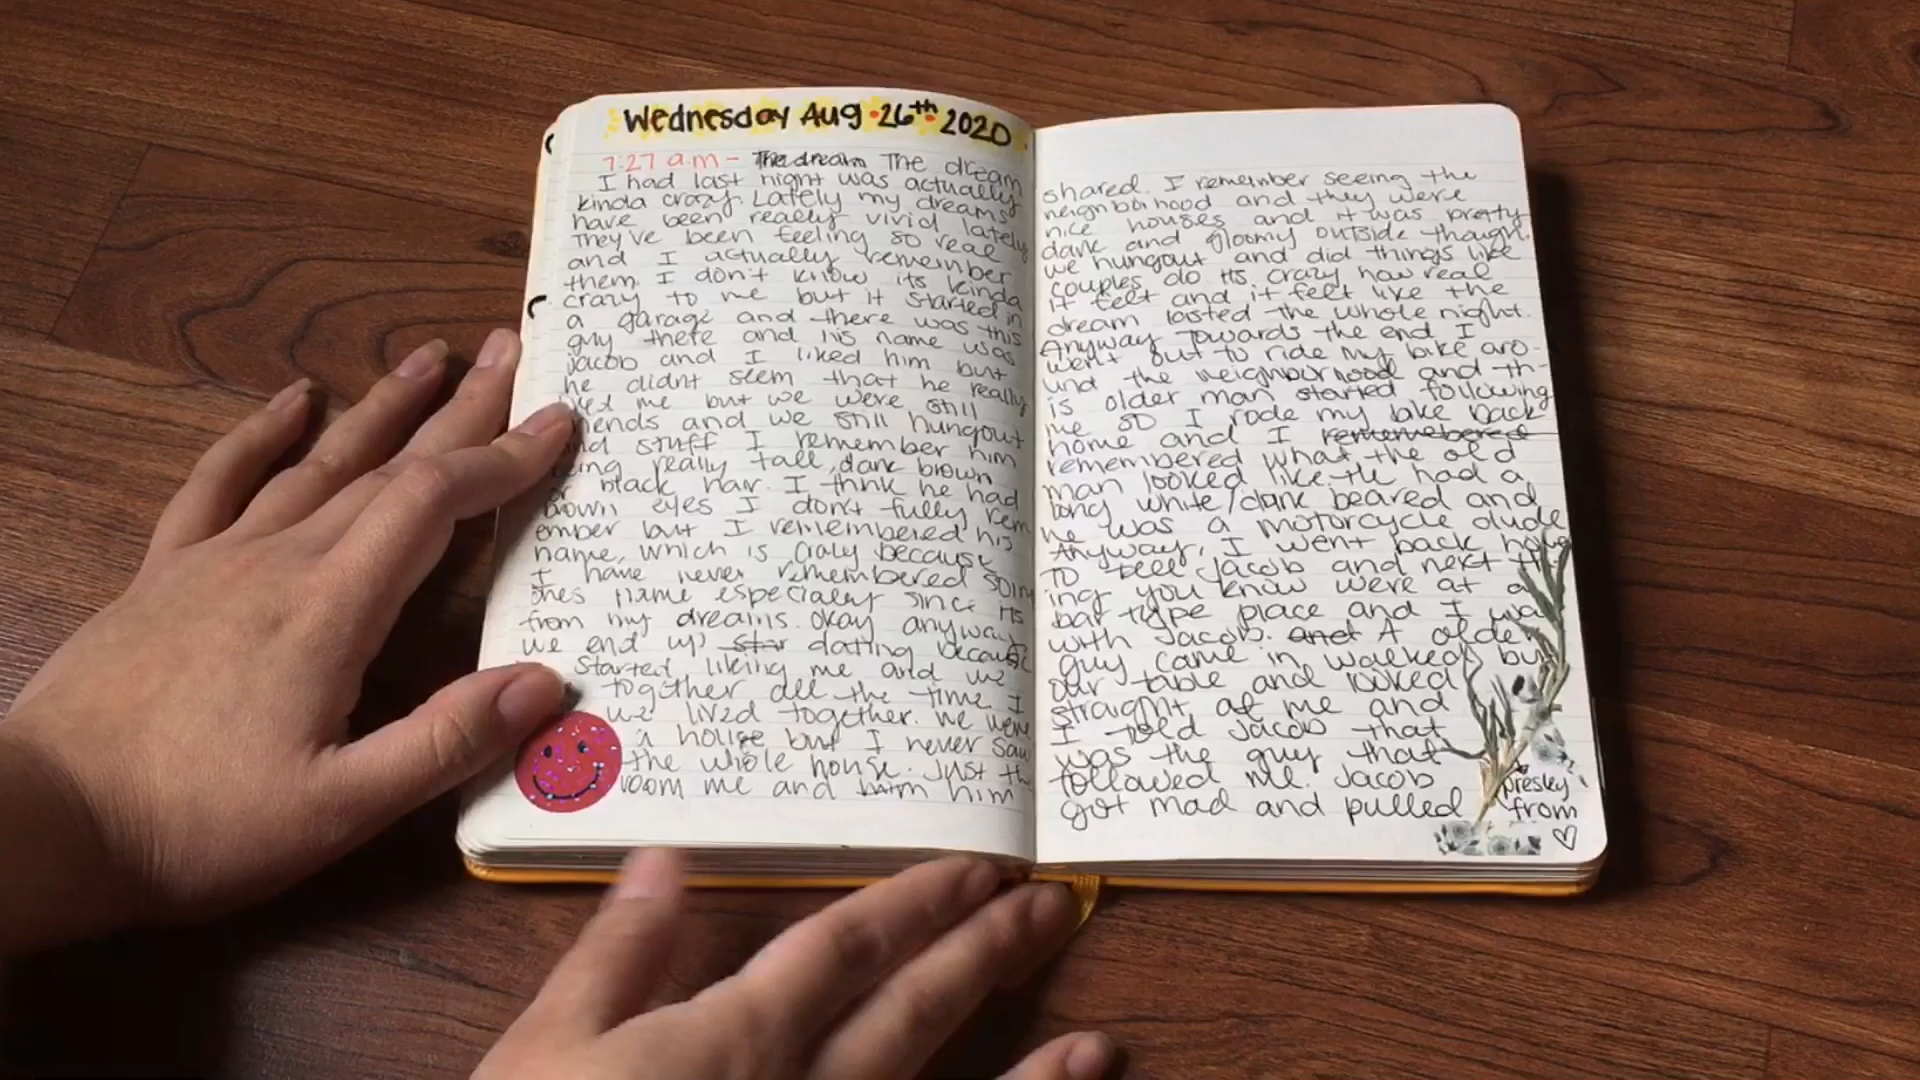 Wednesday Aug 26th 2020
7:27 a.m - The dream The dream
I had last night was actually
kinda crazy. Lately my dreams
have been really vivid lately
They've been feeling so real
and I actually remember
them. I don't know its kinda
crazy to me but it started in
a garage and there was this
guy there and his name was
Jacob and I liked him but
he didnt seem that he really
me but we were still
and we still hungout
stuff I remember him
really tall, dark brown
or black hair. I think he had
brown eyes I don't fully rem
ember but I remembered his
name, which is crazy because
I have never remembered som
ones name especially since its
from my dreams. okay anyways
we end up star dating because
started liking me and we
together all the time I
we lived together. we were
a house but I never saw
the whole house. Just the
room me and him
shared. I remember seeing the
neighborhood and they were
nice houses and it was pretty
dark and gloomy outside though.
we hungout and did things like
couples do its crazy how real
it felt and it felt like the
dream lasted the whole night.
Anyway Towards the end I
went out to ride my bike aro-
und the neighborhood and th-
is older man started following
me so I rode my bike back
home and I rememebered
remembered what the old
man looked like. He had a
long white/dark beared and
he was a motorcycle dude
Anyway, I went back home
to tell Jacob and next th
ing you know were at a
bar type place and I was
with Jacob. and A older
guy came in walked by
our table and looked
straight at me and
I told Jacob that
was the guy that
followed me. Jacob
got mad and pulled
presley
from
♡